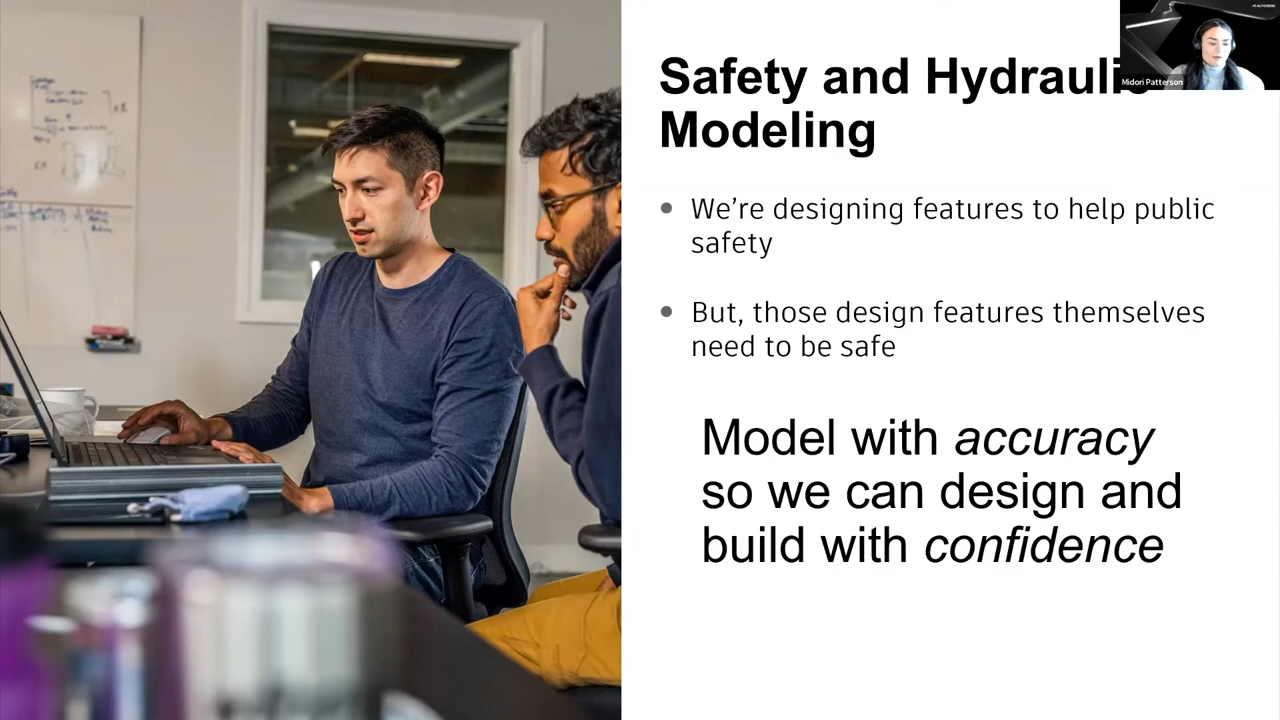 Safety and Hydraulic
Modeling
AUTODESK
Midori Patterson
• We’re designing features to help public
safety
• But, those design features themselves
need to be safe
Model with accuracy
so we can design and
build with confidence